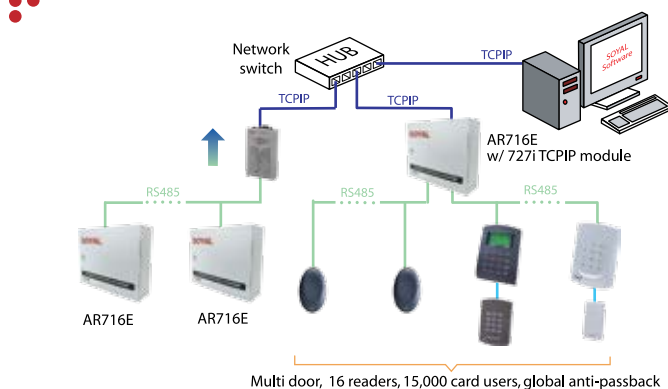 Network
switch
HUB
TCPIP
SOYAL
Software
TCPIP
TCPIP
AR716E
w/ 727i TCPIP module
SOYAL
RS485
RS485
RS485
SOYAL
SOYAL
AR716E
AR716E
Multi door, 16 readers, 15,000 card users, global anti-passback